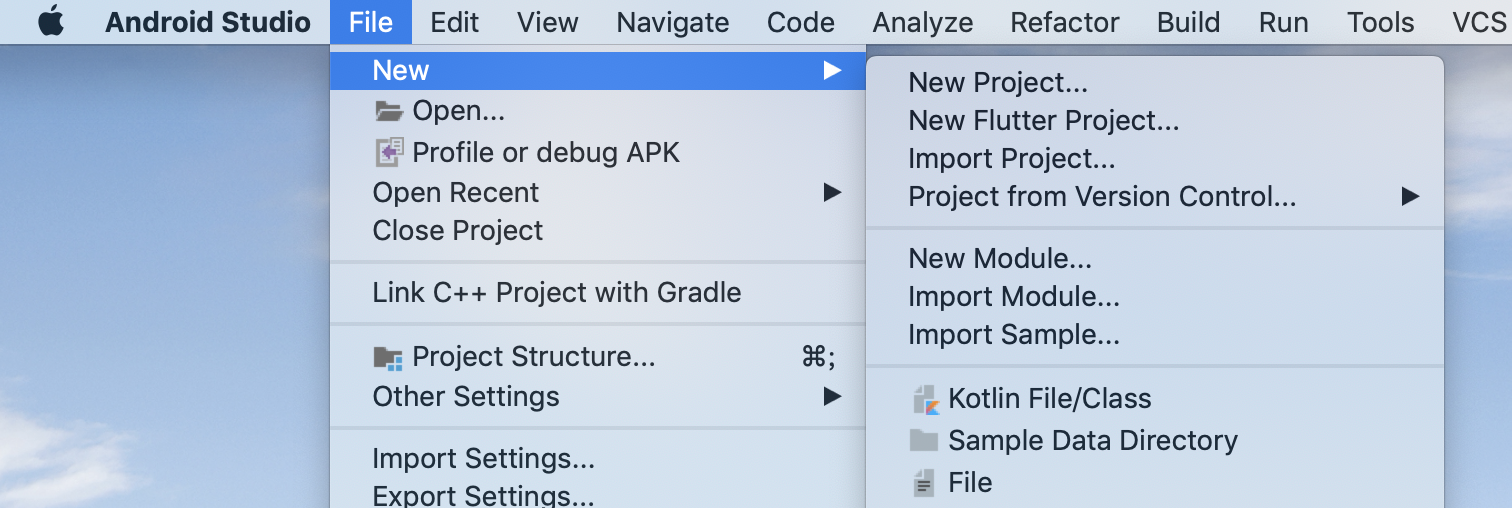 Android Studio File Edit View Navigate Code Analyze Refactor Build Run Tools VCS
New
Open...
Profile or debug APK
Open Recent
Close Project
Link C++ Project with Gradle
Project Structure... ⌘;
Other Settings
Import Settings...
Export Settings...
New Project...
New Flutter Project...
Import Project...
Project from Version Control...
New Module...
Import Module...
Import Sample...
Kotlin File/Class
Sample Data Directory
File